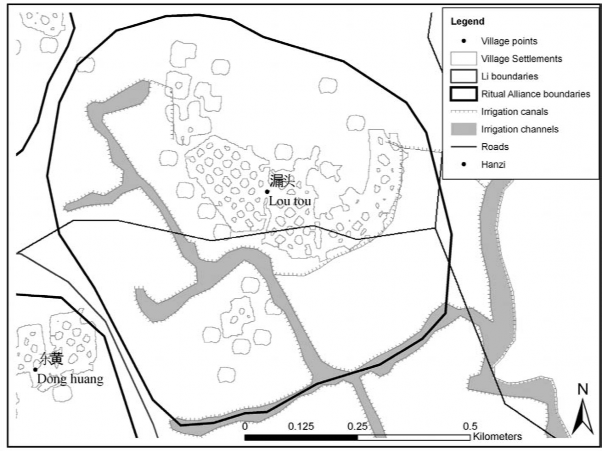 Legend
Village points
Village Settlements
Li boundaries
Ritual Alliance boundaries
Irrigation canals
Irrigation channels
Roads
Hanzi
漏头
Lou tou
东黄
Dong huang
N
0 0.125 0.25 0.5
Kilometers